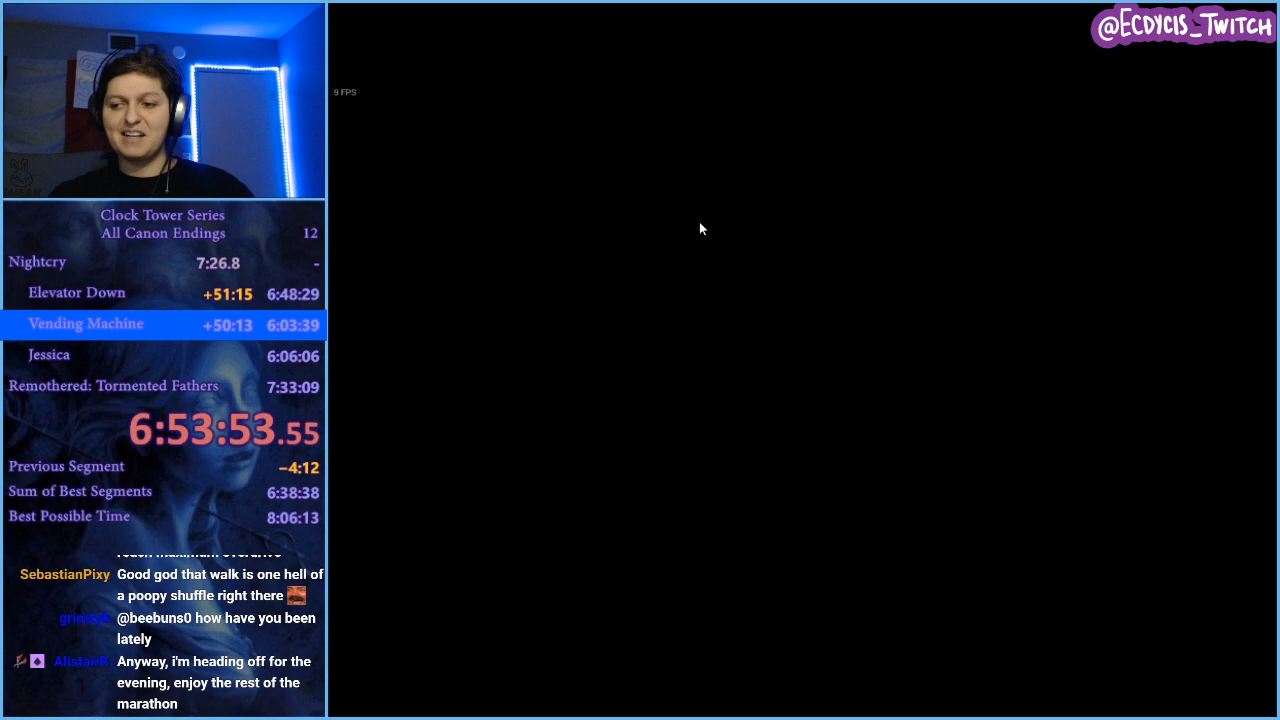 @ECDYCIS_TWITCH
9 FPS
Clock Tower Series
All Canon Endings 12
Nightcry 7:26.8 -
Elevator Down +51:15 6:48:29
Vending Machine +50:13 6:03:39
Jessica 6:06:06
Remothered: Tormented Fathers 7:33:09
6:53:53.55
Previous Segment −4:12
Sum of Best Segments 6:38:38
Best Possible Time 8:06:13
SebastianPixy Good god that walk is one hell of
a poopy shuffle right there
@beebuns0 how have you been
lately
AlistairR Anyway, i'm heading off for the
evening, enjoy the rest of the
marathon